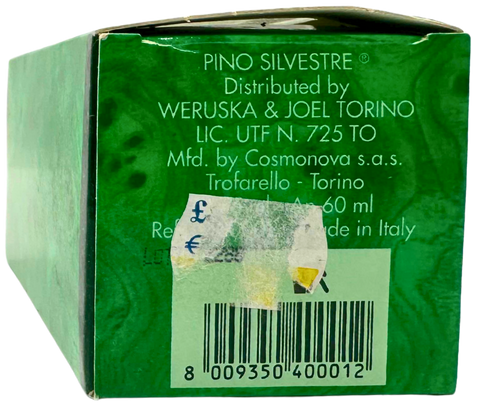 PINO SILVESTRE ®
Distributed by
WERUSKA & JOEL TORINO
LIC. UTF N. 725 TO
Mfd. by Cosmonova s.a.s.
Trofarello - Torino
60 ml
in Italy
£
€
8 009350 400012